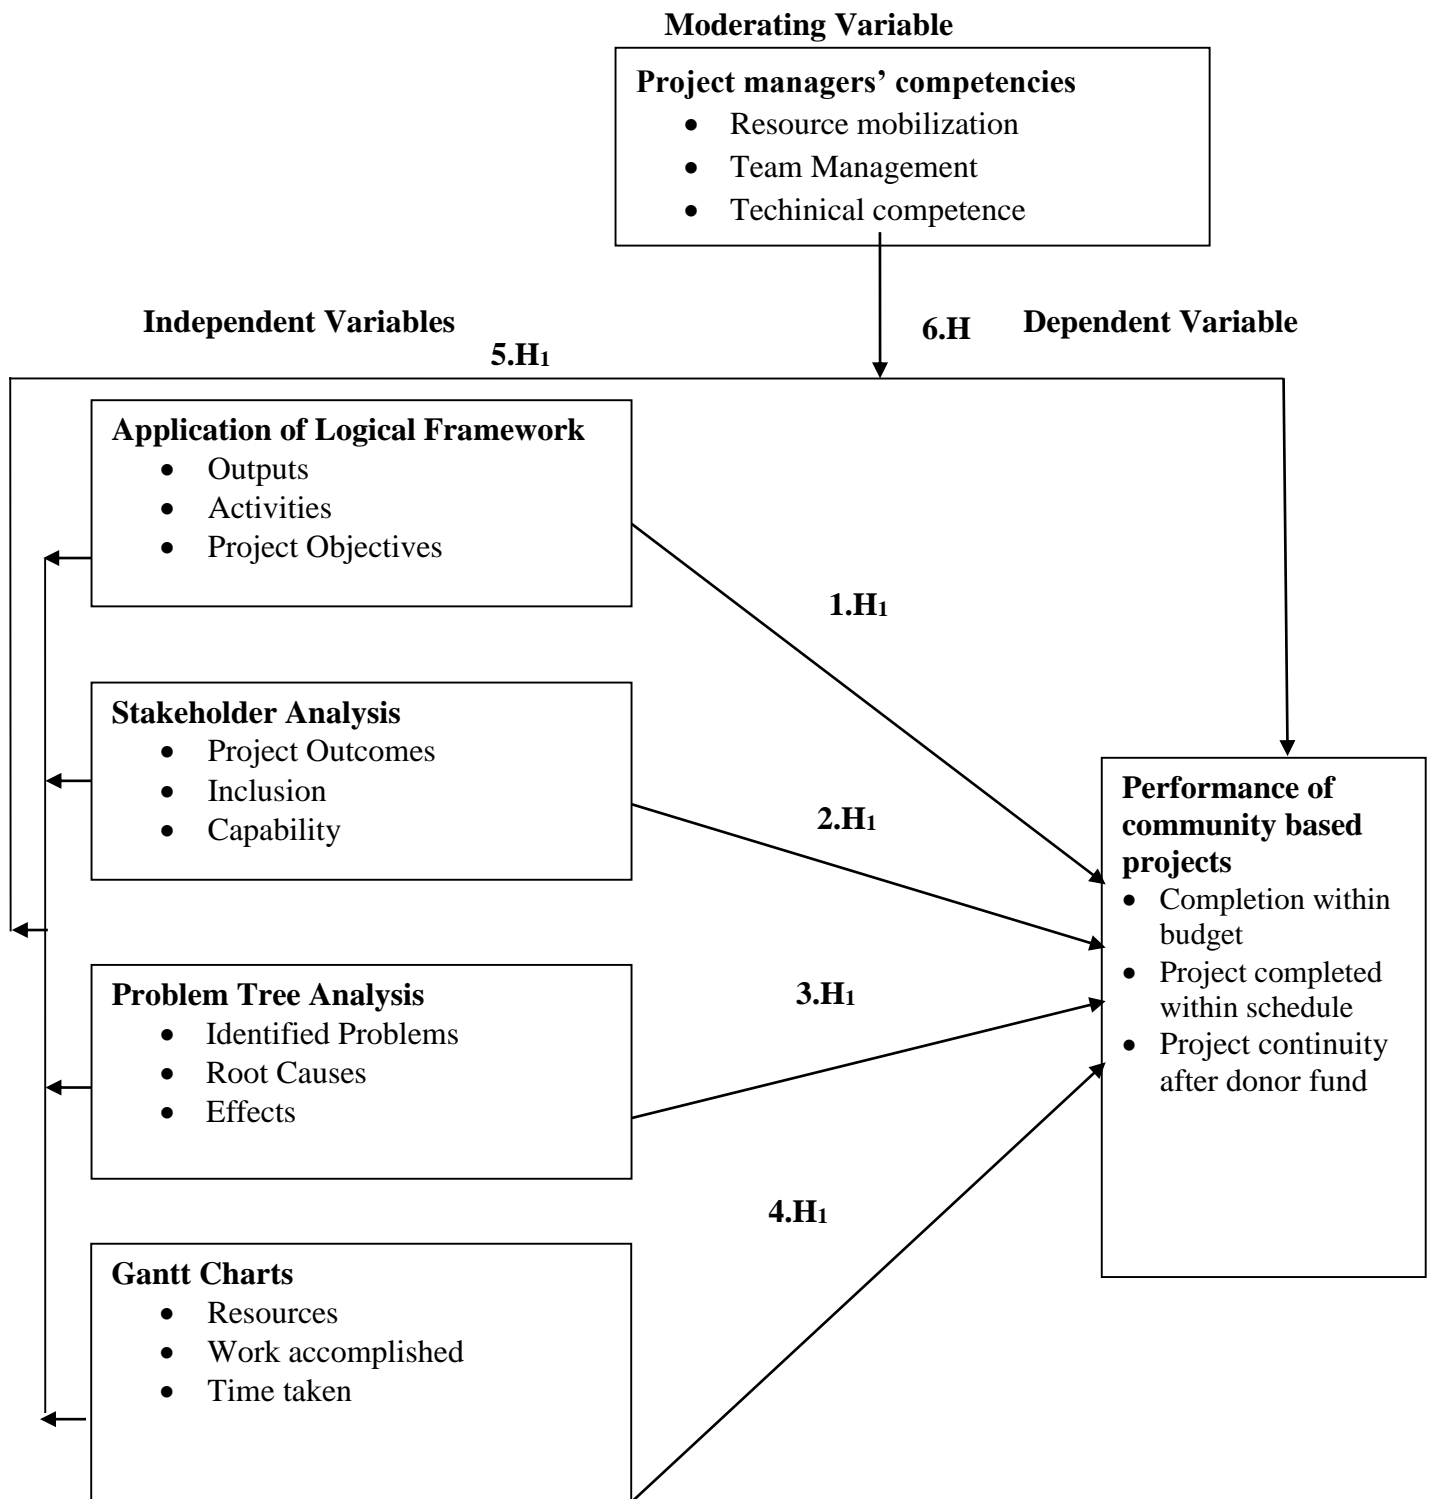 Moderating Variable
Project managers’ competencies
• Resource mobilization
• Team Management
• Techinical competence
Independent Variables
6.H
Dependent Variable
5.H1
Application of Logical Framework
• Outputs
• Activities
• Project Objectives
1.H1
Stakeholder Analysis
• Project Outcomes
• Inclusion
• Capability
2.H1
Performance of
community based
projects
• Completion within
budget
• Project completed
within schedule
• Project continuity
after donor fund
Problem Tree Analysis
• Identified Problems
• Root Causes
• Effects
3.H1
4.H1
Gantt Charts
• Resources
• Work accomplished
• Time taken